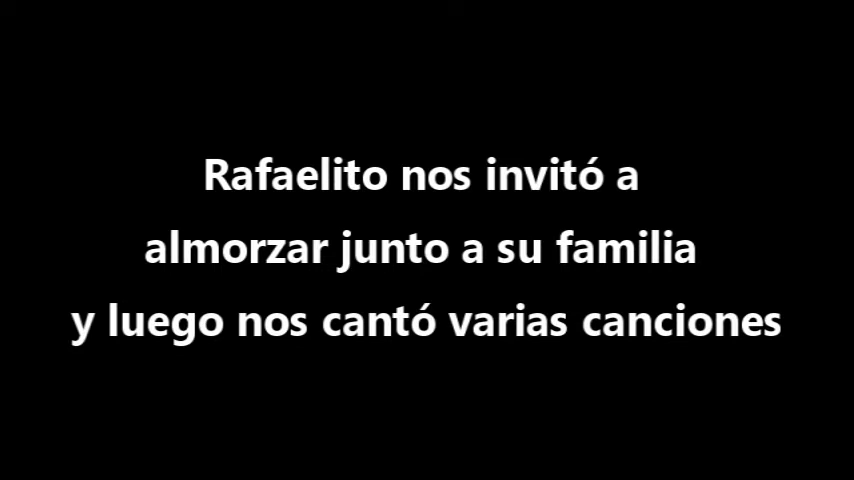 Rafaelito nos invitó a
almorzar junto a su familia
y luego nos cantó varias canciones